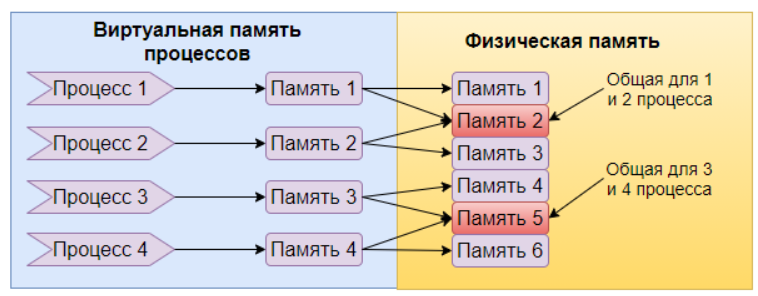 Виртуальная память
процессов
Физическая память
Процесс 1
Память 1
Память 1
Общая для 1
и 2 процесса
Память 2
Процесс 2
Память 2
Память 3
Процесс 3
Память 3
Память 4
Общая для 3
и 4 процесса
Память 5
Процесс 4
Память 4
Память 6